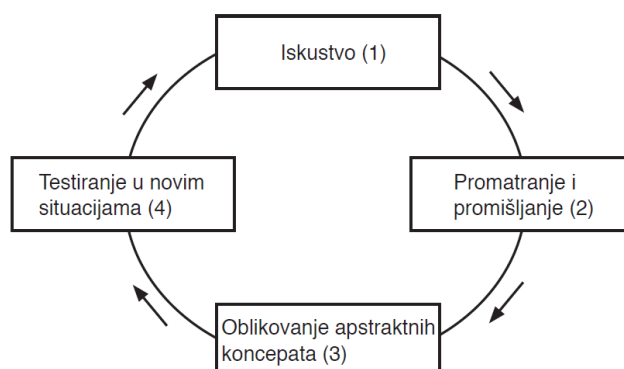 Iskustvo (1)
Promatranje i
promišljanje (2)
Oblikovanje apstraktnih
koncepata (3)
Testiranje u novim
situacijama (4)